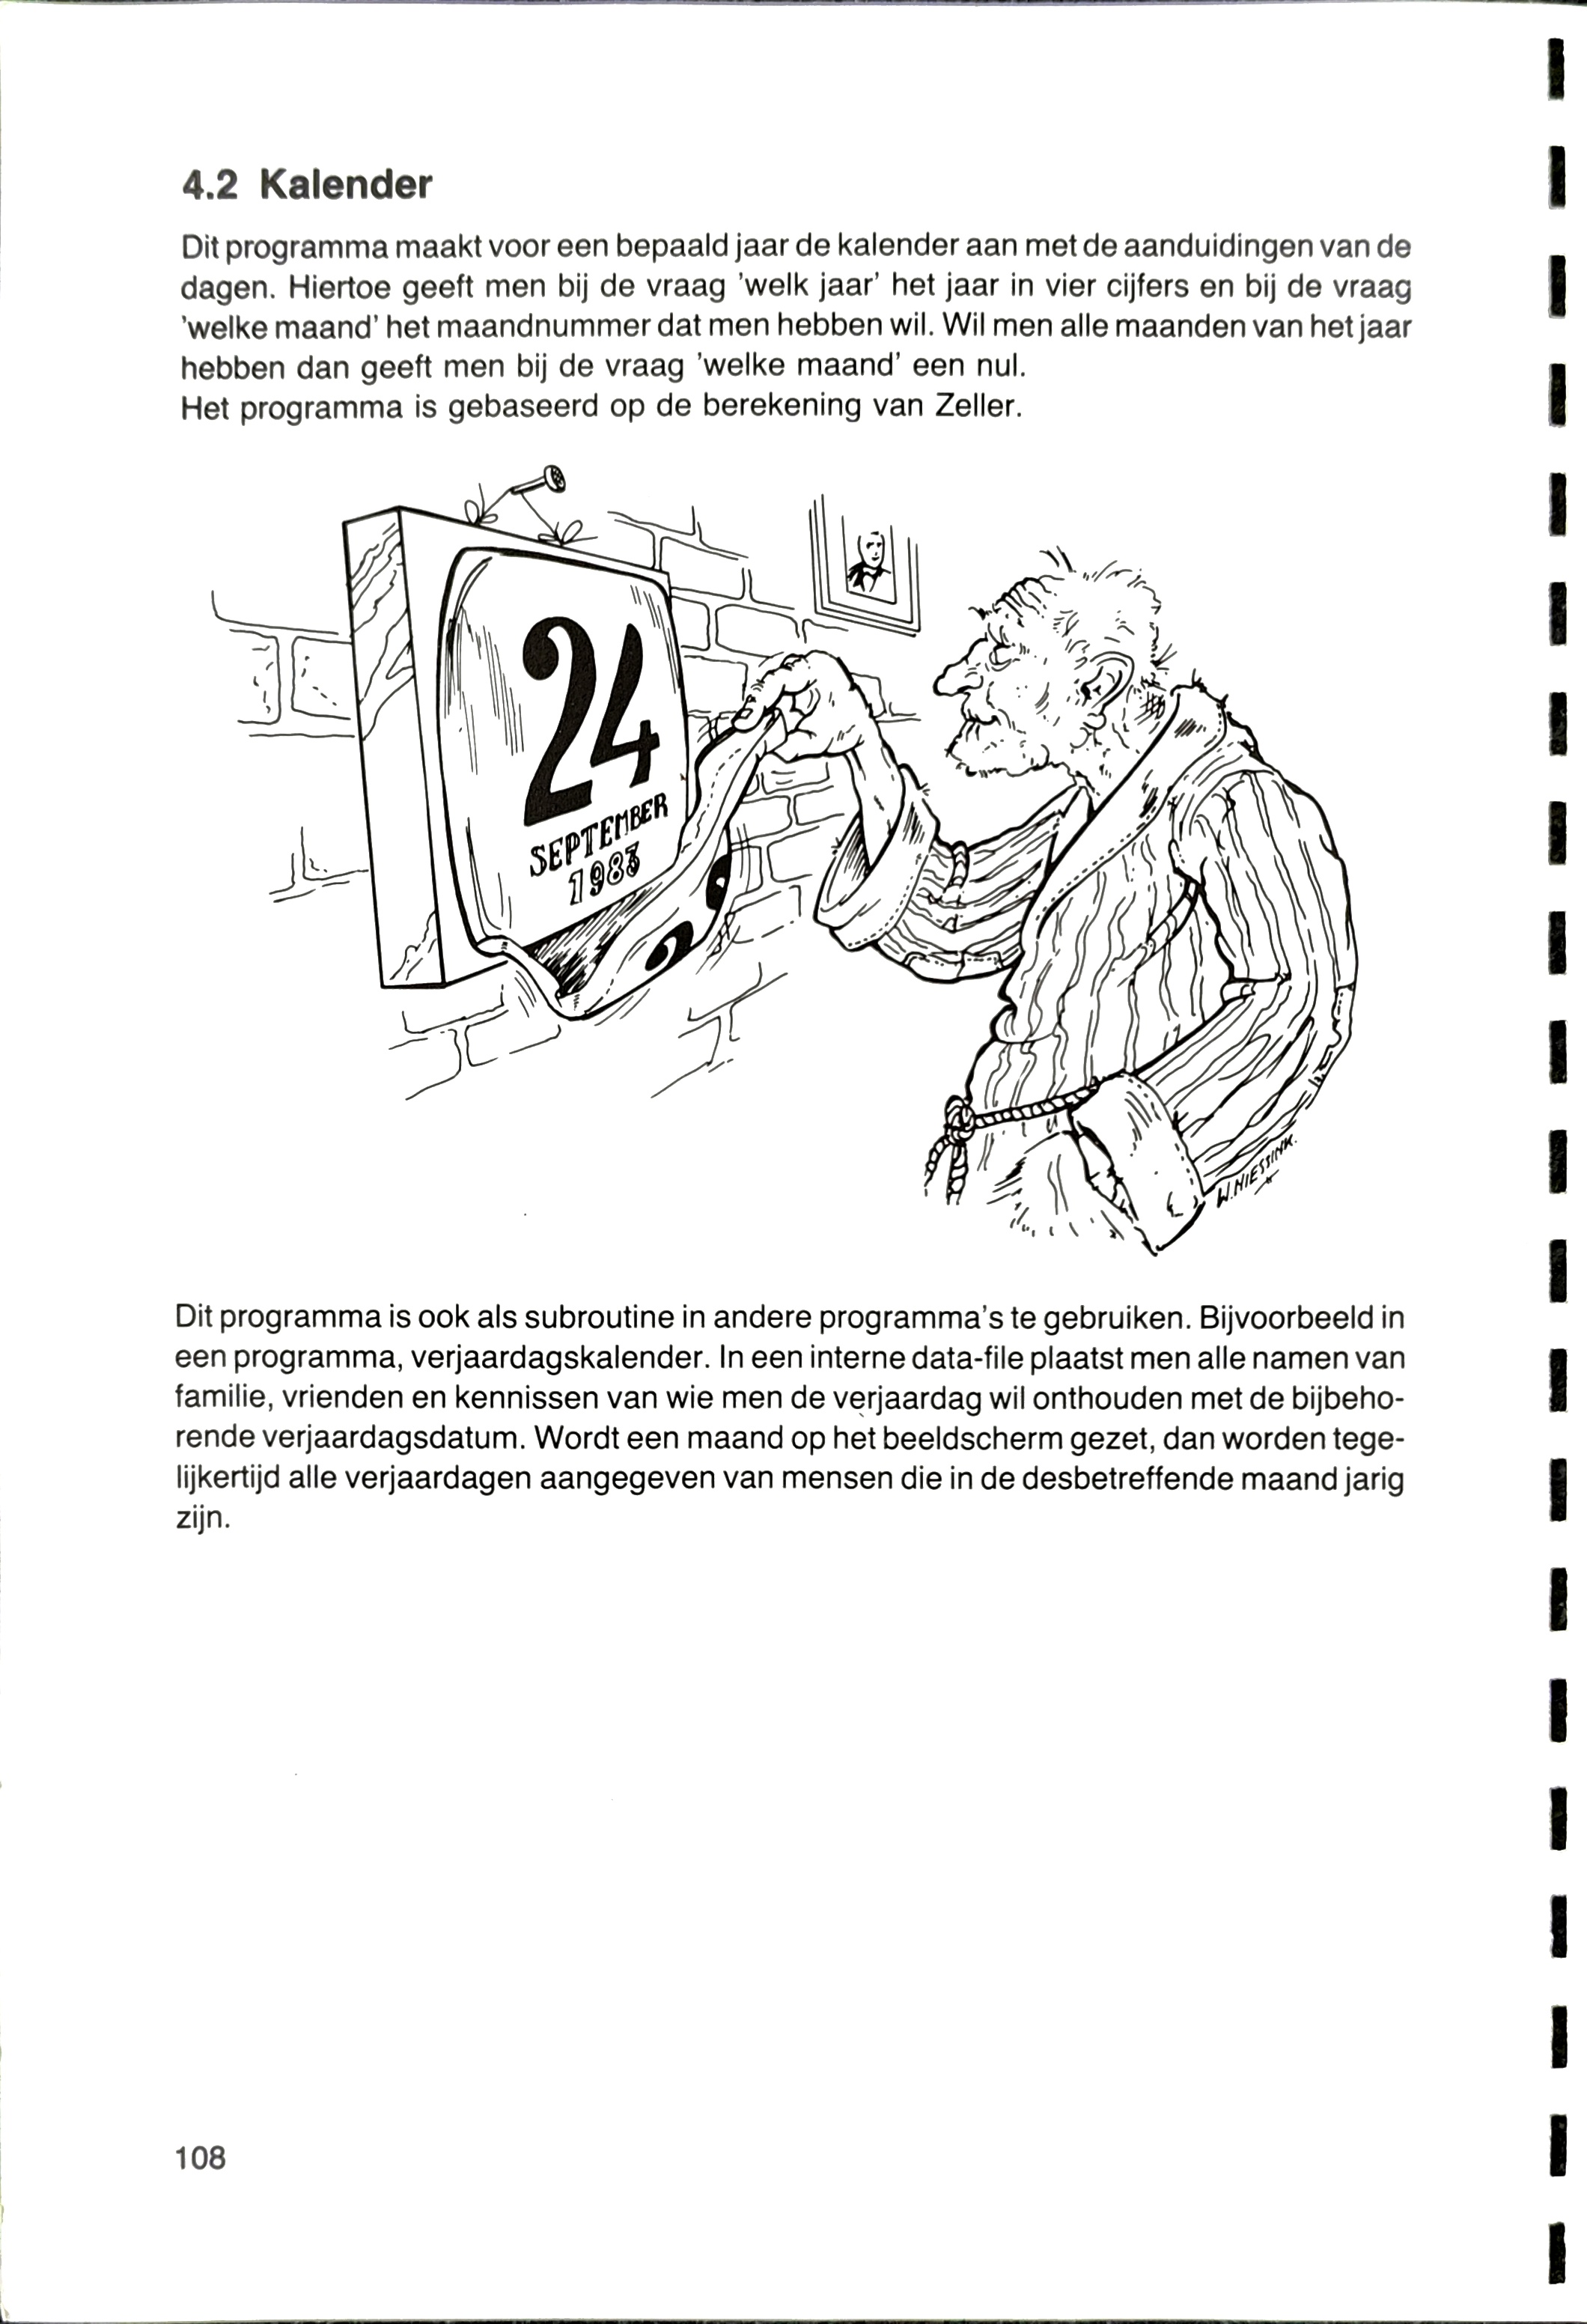 4.2 Kalender
Dit programma maakt voor een bepaald jaar de kalender aan met de aanduidingen van de
dagen. Hiertoe geeft men bij de vraag 'welk jaar' het jaar in vier cijfers en bij de vraag
'welke maand' het maandnummer dat men hebben wil. Wil men alle maanden van het jaar
hebben dan geeft men bij de vraag 'welke maand' een nul.
Het programma is gebaseerd op de berekening van Zeller.
24
SEPTEMBER
1983
W. NIESSINK.
Dit programma is ook als subroutine in andere programma's te gebruiken. Bijvoorbeeld in
een programma, verjaardagskalender. In een interne data-file plaatst men alle namen van
familie, vrienden en kennissen van wie men de verjaardag wil onthouden met de bijbeho-
rende verjaardagsdatum. Wordt een maand op het beeldscherm gezet, dan worden tege-
lijkertijd alle verjaardagen aangegeven van mensen die in de desbetreffende maand jarig
zijn.
108